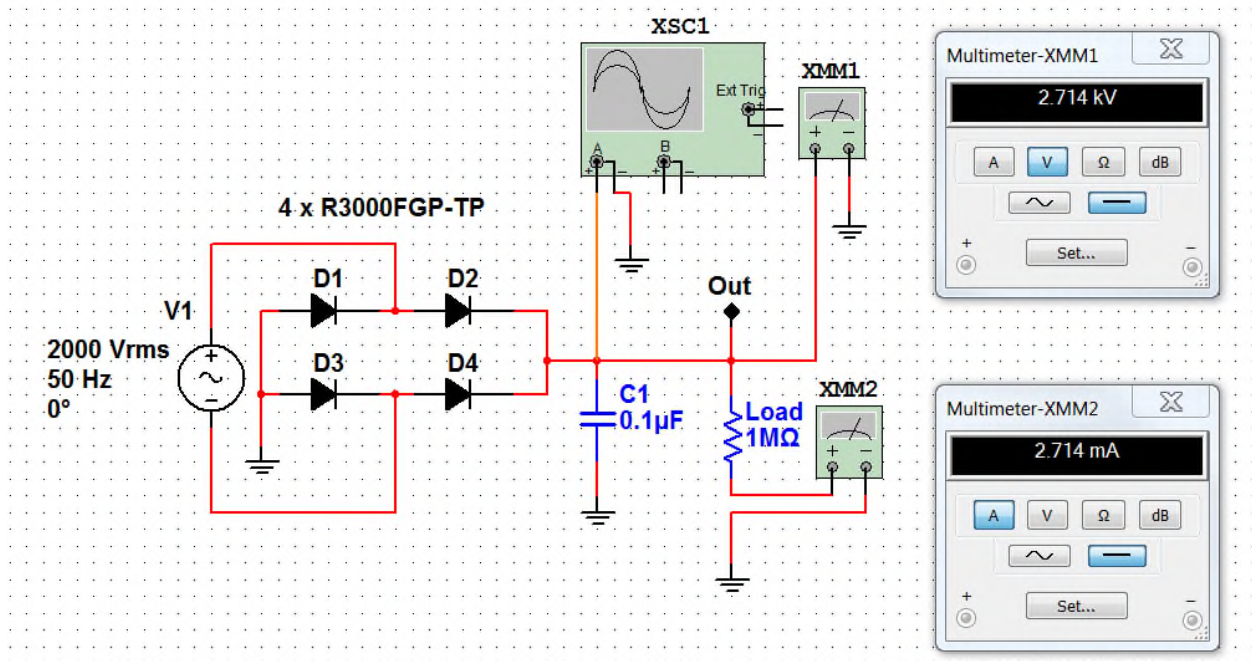 XSC1
Ext Trig
+
−
A
B
+
−
+
−
XMM1
+ −
Multimeter-XMM1
2.714 kV
A V Ω dB
+
Set...
−
4 x R3000FGP-TP
D1
D2
V1
+
−
2000 Vrms
50 Hz
0°
D3
D4
Out
C1
0.1µF
Load
1MΩ
XMM2
+ −
Multimeter-XMM2
2.714 mA
A V Ω dB
+
Set...
−